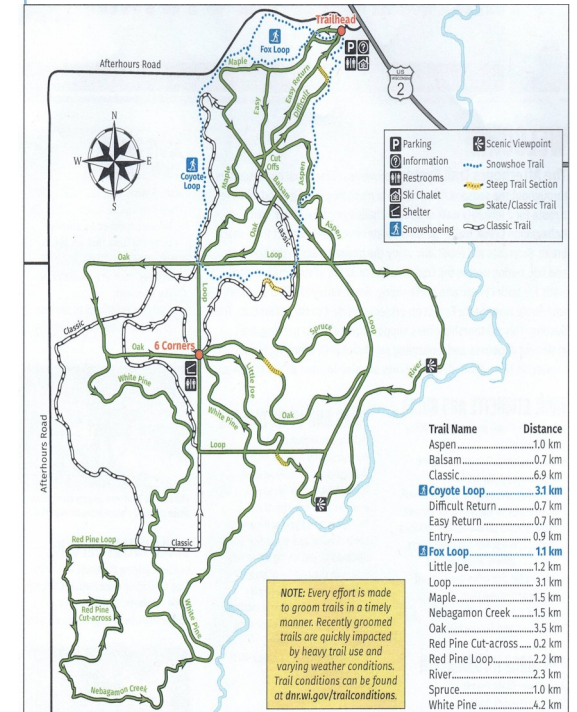 Trailhead
Fox Loop
Afterhours Road
Maple
Easy Return
Difficult
Easy
US
WISCONSIN
2
N
W
E
S
Parking
Information
Restrooms
Ski Chalet
Shelter
Snowshoeing
Scenic Viewpoint
Snowshoe Trail
Steep Trail Section
Skate/Classic Trail
Classic Trail
Cut
Offs
Coyote
Loop
Maple
Balsam
Aspen
Oak
Classic
Aspen
Oak
Loop
Loop
Classic
Spruce
Loop
Oak
6 Corners
River
White Pine
Little Joe
White Pine
Oak
Loop
Afterhours Road
Red Pine Loop
Classic
Red Pine
Cut-across
White Pine
Nebagamon Creek
NOTE: Every effort is made
to groom trails in a timely
manner. Recently groomed
trails are quickly impacted
by heavy trail use and
varying weather conditions.
Trail conditions can be found
at dnr.wi.gov/trailconditions.
Trail Name Distance
Aspen 1.0 km
Balsam 0.7 km
Classic 6.9 km
Coyote Loop 3.1 km
Difficult Return 0.7 km
Easy Return 0.7 km
Entry 0.9 km
Fox Loop 1.1 km
Little Joe 1.2 km
Loop 3.1 km
Maple 1.5 km
Nebagamon Creek 1.5 km
Oak 3.5 km
Red Pine Cut-across 0.2 km
Red Pine Loop 2.2 km
River 2.3 km
Spruce 1.0 km
White Pine 4.2 km